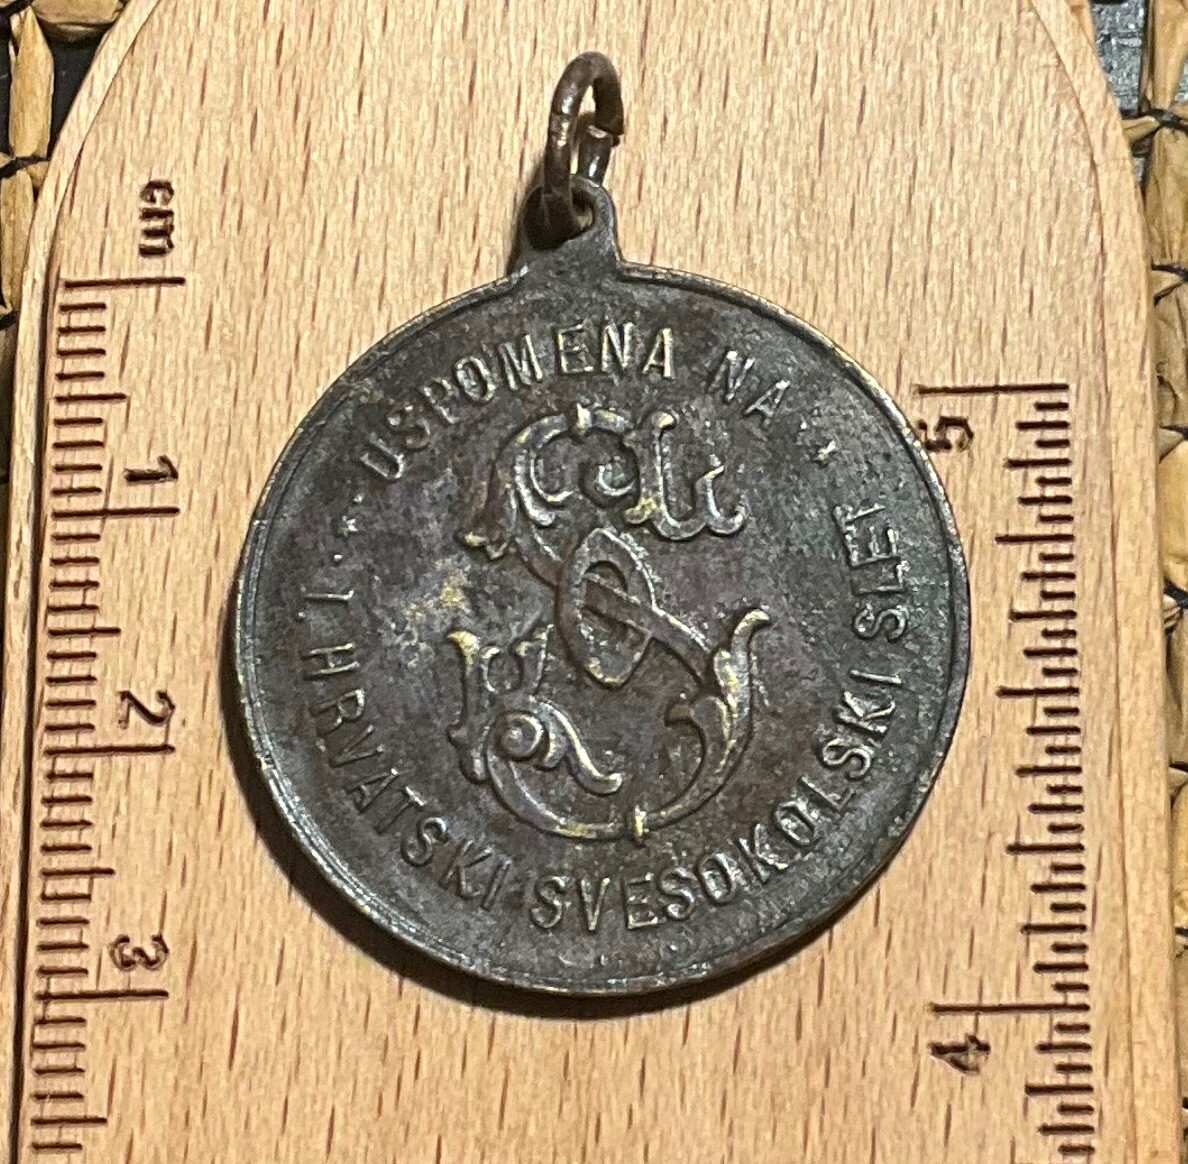 USPOMENA NA
I. HRVATSKI SVESOKOLSKI SLET
cm
1
2
3
5
4